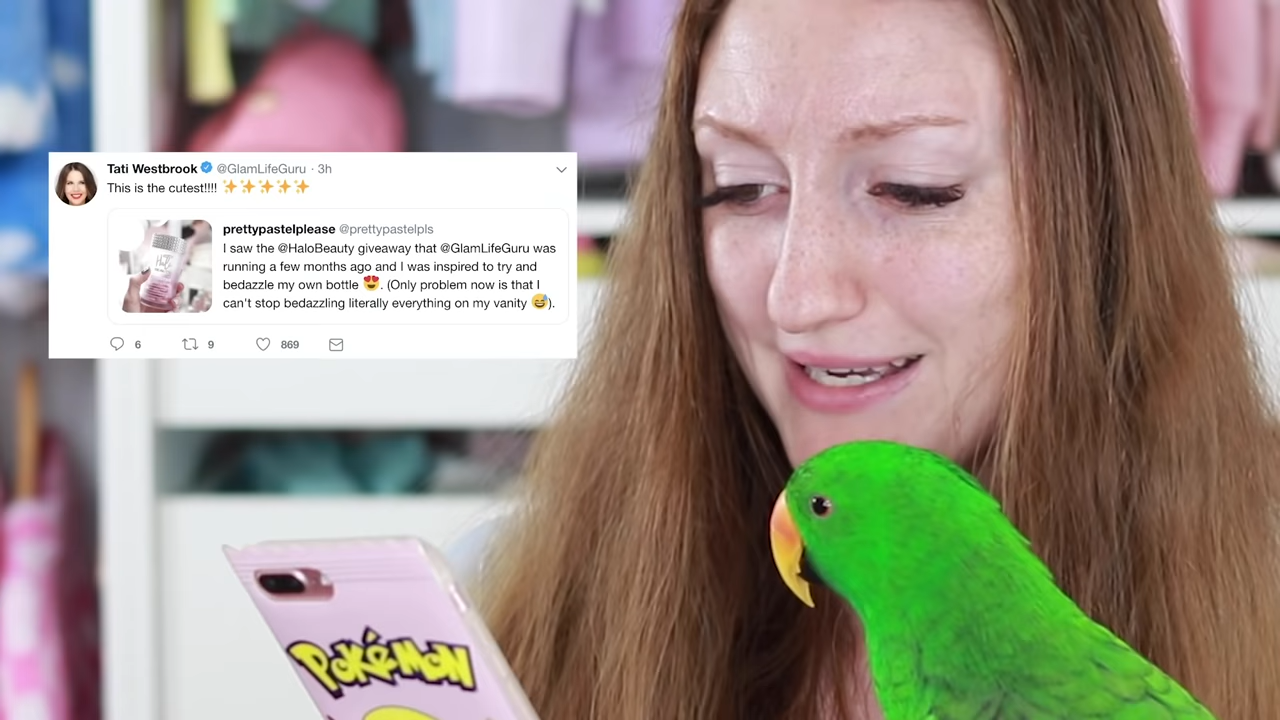 Tati Westbrook @GlamLifeGuru · 3h
This is the cutest!!!! ✨✨✨✨✨
prettypastelplease @prettypastelpls
I saw the @HaloBeauty giveaway that @GlamLifeGuru was
running a few months ago and I was inspired to try and
bedazzle my own bottle 😍. (Only problem now is that I
can't stop bedazzling literally everything on my vanity 😅).
6 9 869
POKéMON